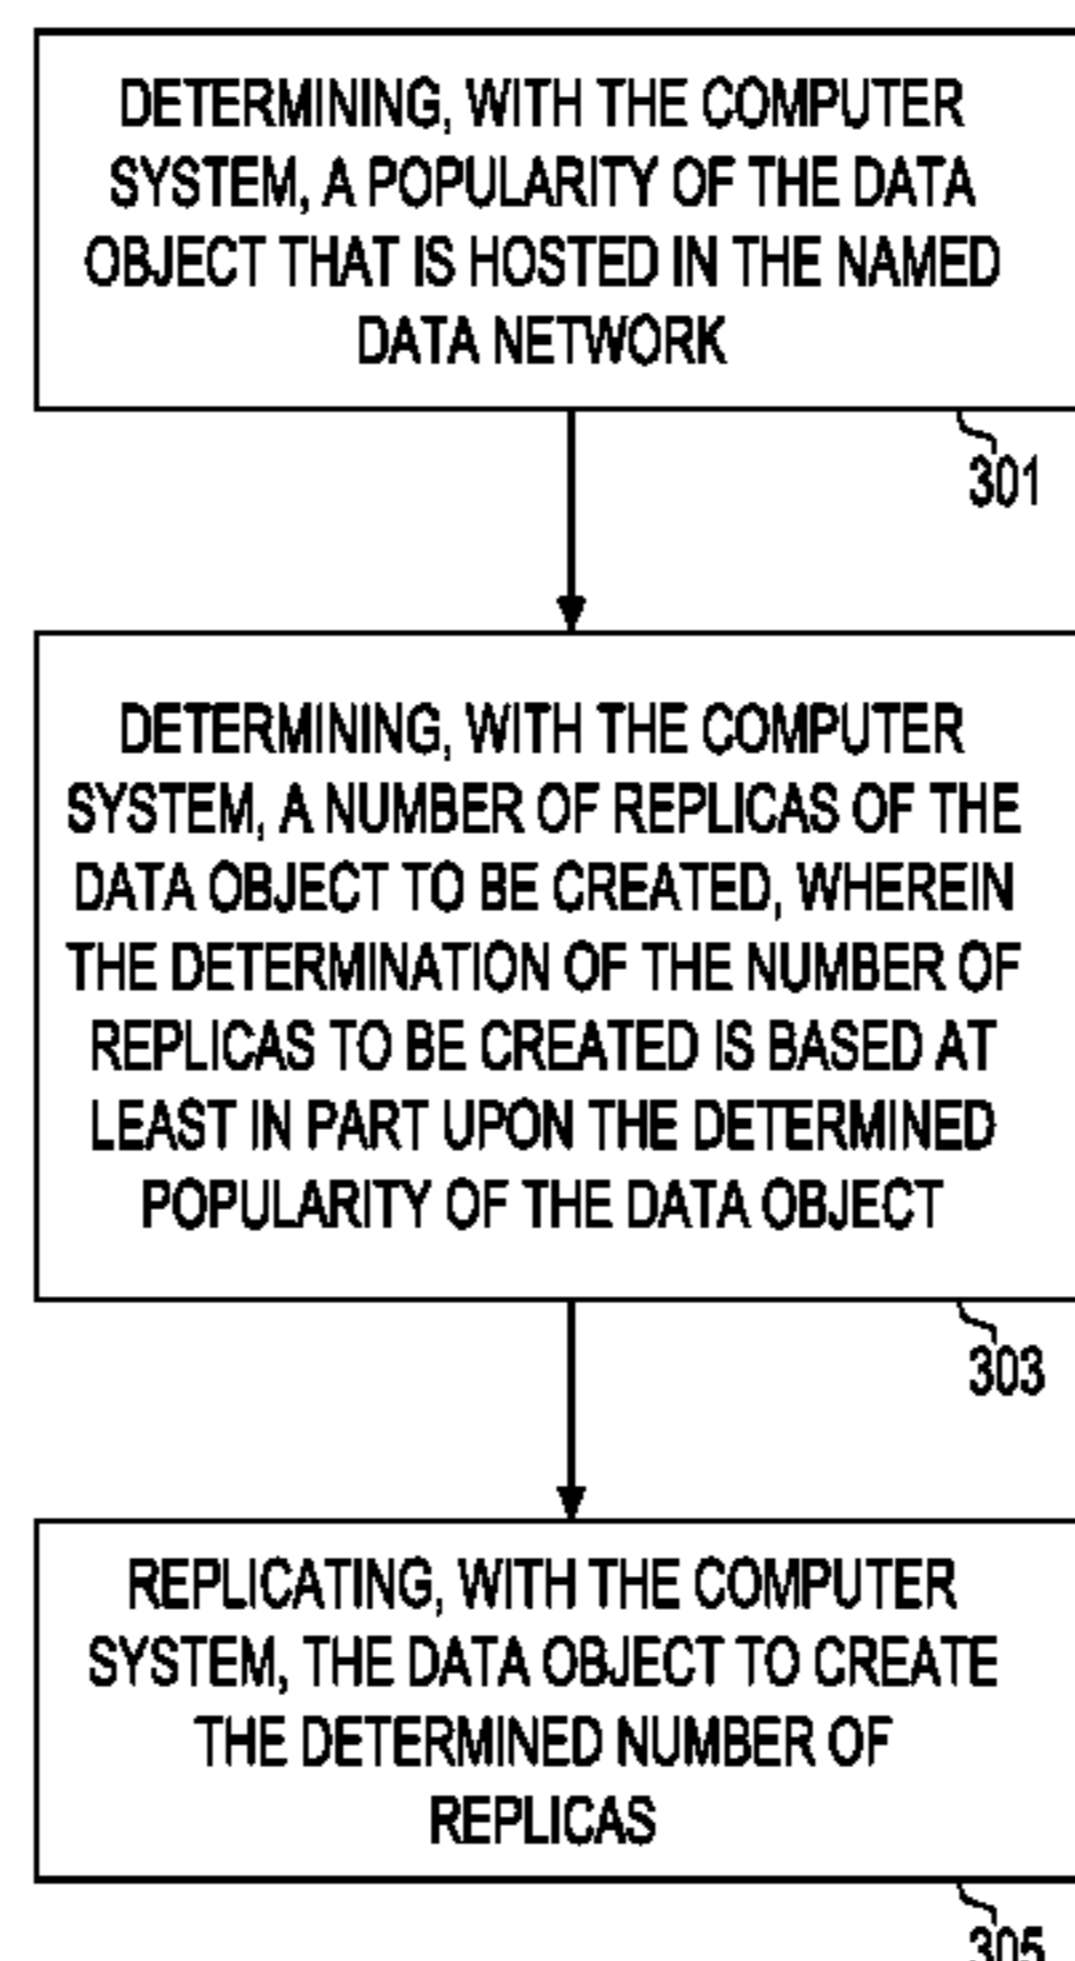 DETERMINING, WITH THE COMPUTER
SYSTEM, A POPULARITY OF THE DATA
OBJECT THAT IS HOSTED IN THE NAMED
DATA NETWORK
301
DETERMINING, WITH THE COMPUTER
SYSTEM, A NUMBER OF REPLICAS OF THE
DATA OBJECT TO BE CREATED, WHEREIN
THE DETERMINATION OF THE NUMBER OF
REPLICAS TO BE CREATED IS BASED AT
LEAST IN PART UPON THE DETERMINED
POPULARITY OF THE DATA OBJECT
303
REPLICATING, WITH THE COMPUTER
SYSTEM, THE DATA OBJECT TO CREATE
THE DETERMINED NUMBER OF
REPLICAS
305